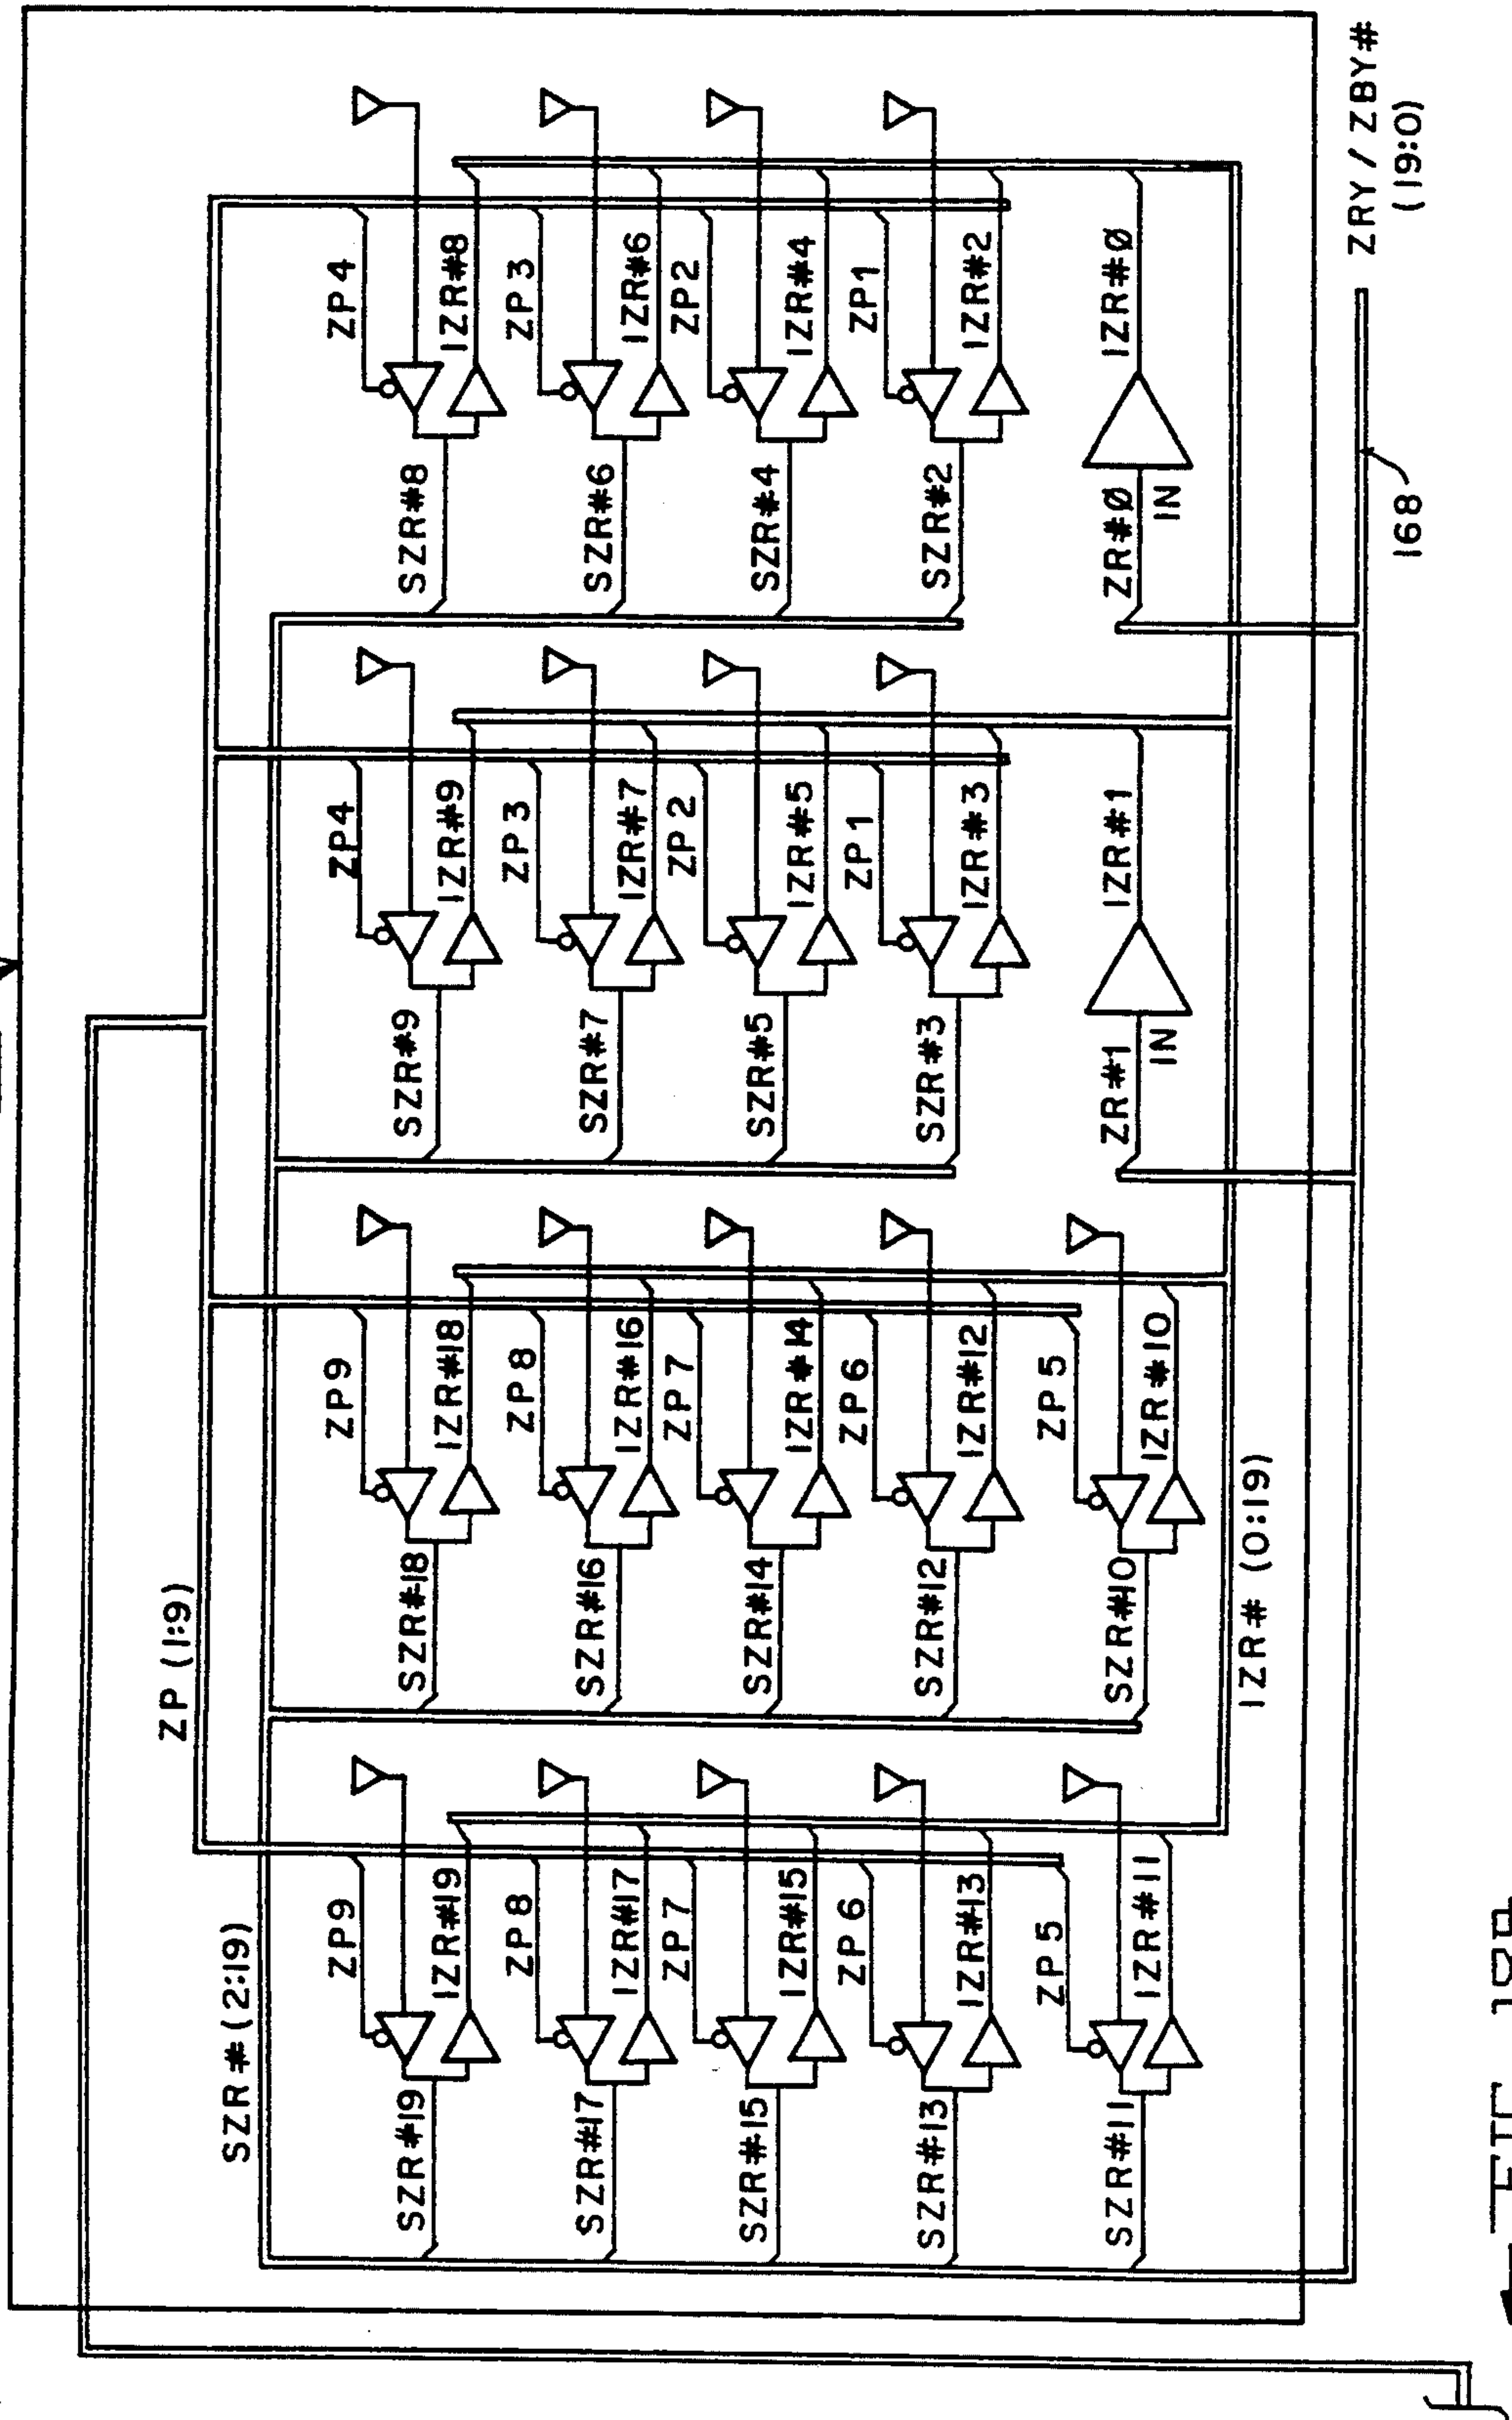 SZR#(2:19)
ZP (1:9)
ZP9
SZR#19
IZR#19
ZP8
SZR#17
IZR#17
ZP7
SZR#15
IZR#15
ZP6
SZR#13
IZR#13
ZP5
SZR#11
IZR#11
ZP9
SZR#18
IZR#18
ZP8
SZR#16
IZR#16
ZP7
SZR#14
IZR#14
ZP6
SZR#12
IZR#12
ZP5
SZR#10
IZR#10
ZP4
SZR#9
IZR#9
ZP3
SZR#7
IZR#7
ZP2
SZR#5
IZR#5
ZP1
SZR#3
IZR#3
ZR#1
IN
IZR#1
ZP4
SZR#8
IZR#8
ZP3
SZR#6
IZR#6
ZP2
SZR#4
IZR#4
ZP1
SZR#2
IZR#2
ZR#Ø
IN
IZR#Ø
IZR# (0:19)
ZRY/ZBY#
(19:0)
168